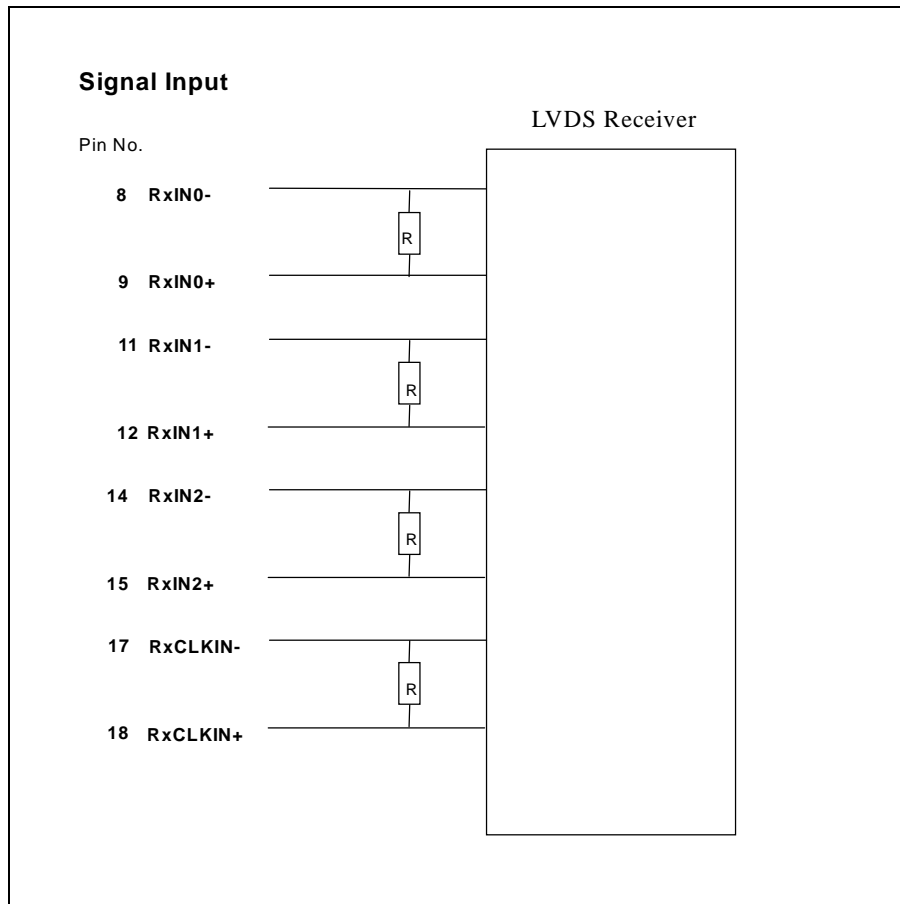 Signal Input
LVDS Receiver
Pin No.
8 RxIN0-
R
9 RxIN0+
11 RxIN1-
R
12 RxIN1+
14 RxIN2-
R
15 RxIN2+
17 RxCLKIN-
R
18 RxCLKIN+